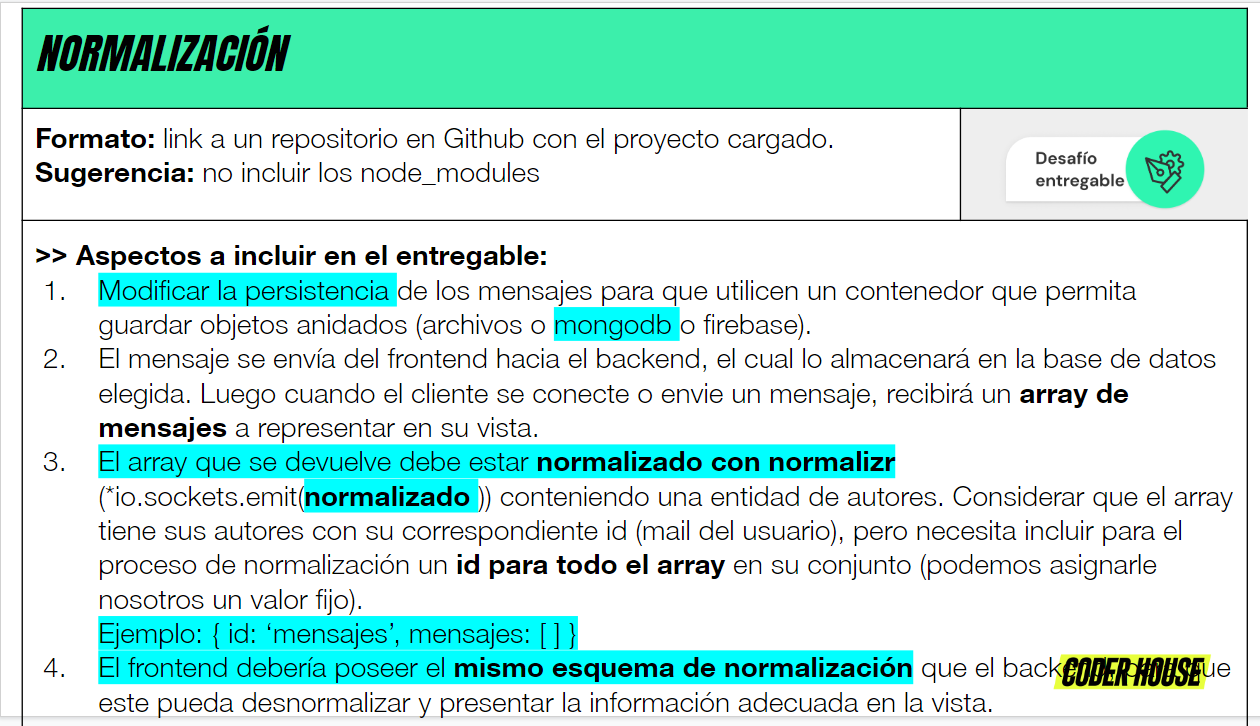 NORMALIZACIÓN
Formato: link a un repositorio en Github con el proyecto cargado.
Sugerencia: no incluir los node_modules
Desafío
entregable
>> Aspectos a incluir en el entregable:
1. Modificar la persistencia de los mensajes para que utilicen un contenedor que permita
guardar objetos anidados (archivos o mongodb o firebase).
2. El mensaje se envía del frontend hacia el backend, el cual lo almacenará en la base de datos
elegida. Luego cuando el cliente se conecte o envie un mensaje, recibirá un array de
mensajes a representar en su vista.
3. El array que se devuelve debe estar normalizado con normalizr
(*io.sockets.emit(normalizado )) conteniendo una entidad de autores. Considerar que el array
tiene sus autores con su correspondiente id (mail del usuario), pero necesita incluir para el
proceso de normalización un id para todo el array en su conjunto (podemos asignarle
nosotros un valor fijo).
Ejemplo: { id: ‘mensajes’, mensajes: [ ] }
4. El frontend debería poseer el mismo esquema de normalización que el
CODER HOUSE
este pueda desnormalizar y presentar la información adecuada en la vista.